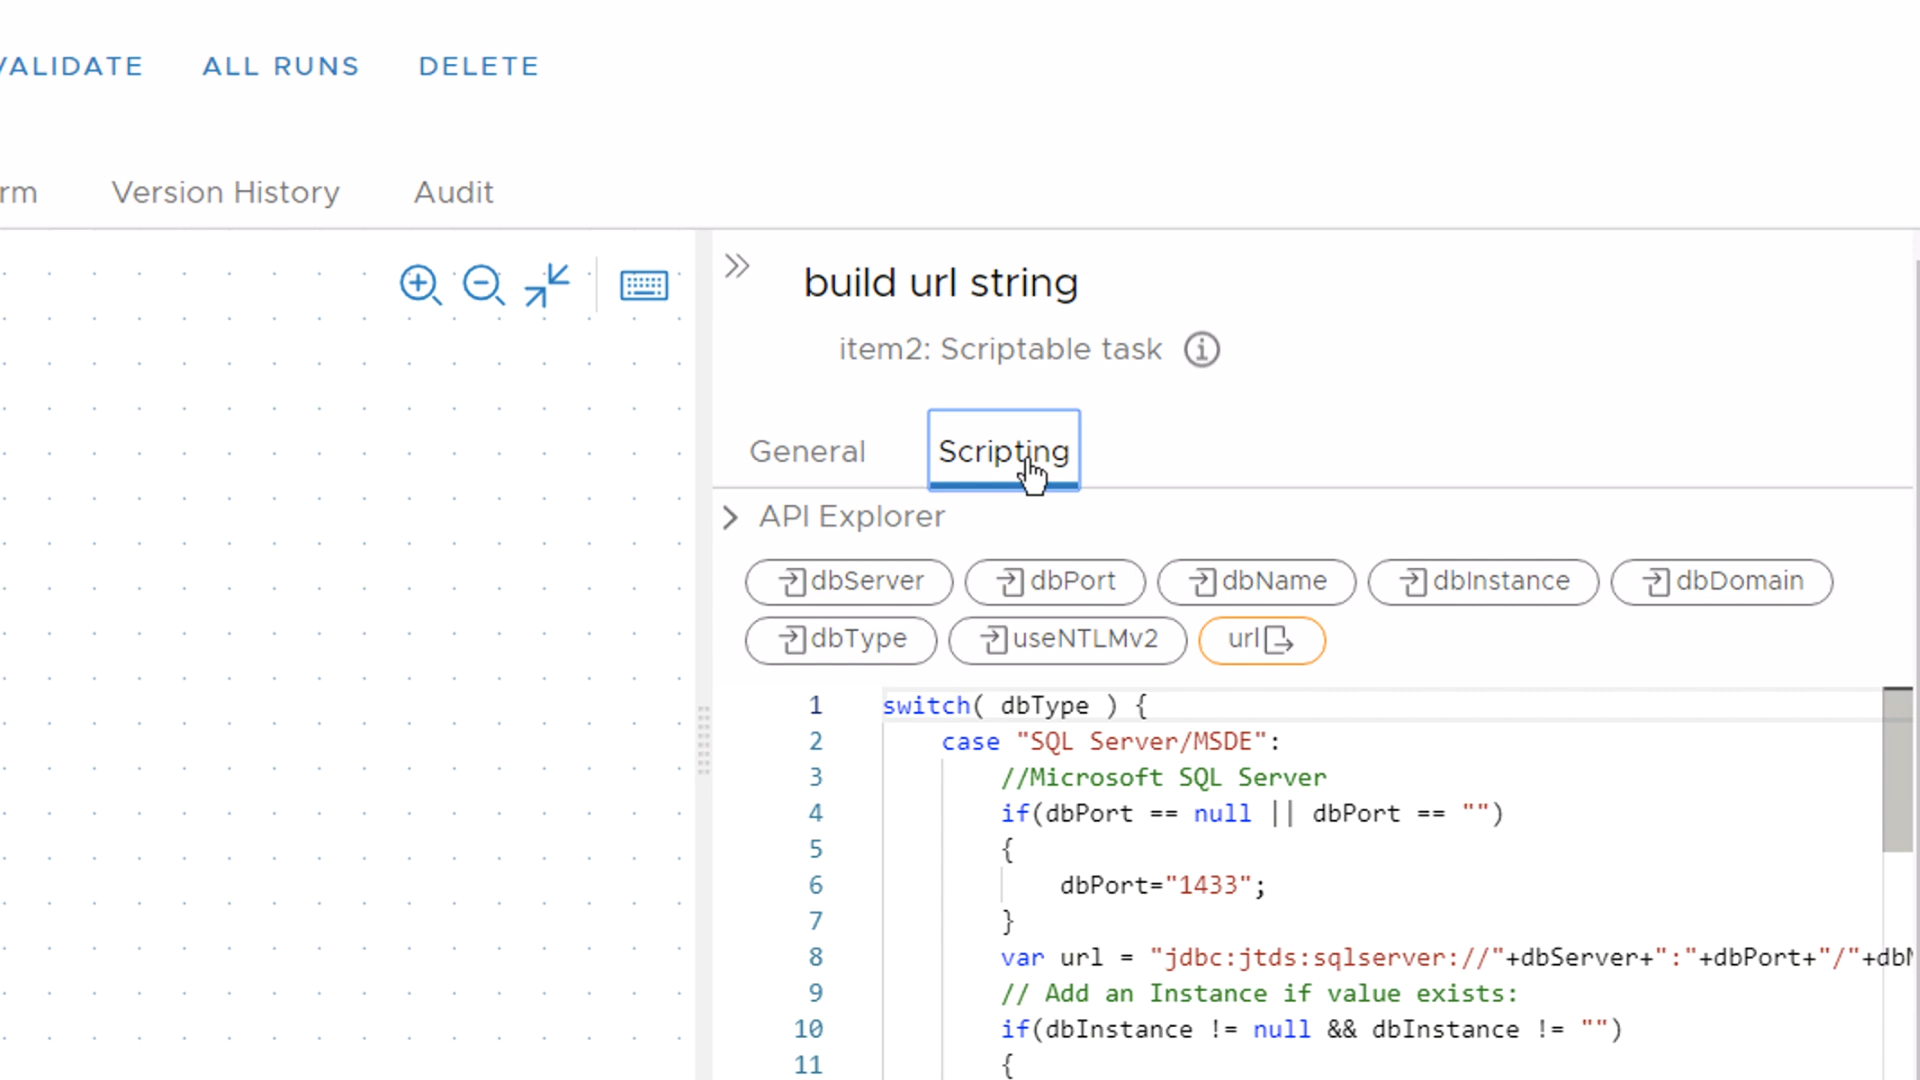 VALIDATE ALL RUNS DELETE
rm Version History Audit
build url string
item2: Scriptable task
General Scripting
API Explorer
dbServer dbPort dbName dbInstance dbDomain
dbType useNTLMv2 url
1 switch( dbType ) {
2 case "SQL Server/MSDE":
3 //Microsoft SQL Server
4 if(dbPort == null || dbPort == "")
5 {
6 dbPort="1433";
7 }
8 var url = "jdbc:jtds:sqlserver://"+dbServer+":"+dbPort+"/"+db
9 // Add an Instance if value exists:
10 if(dbInstance != null && dbInstance != "")
11 {